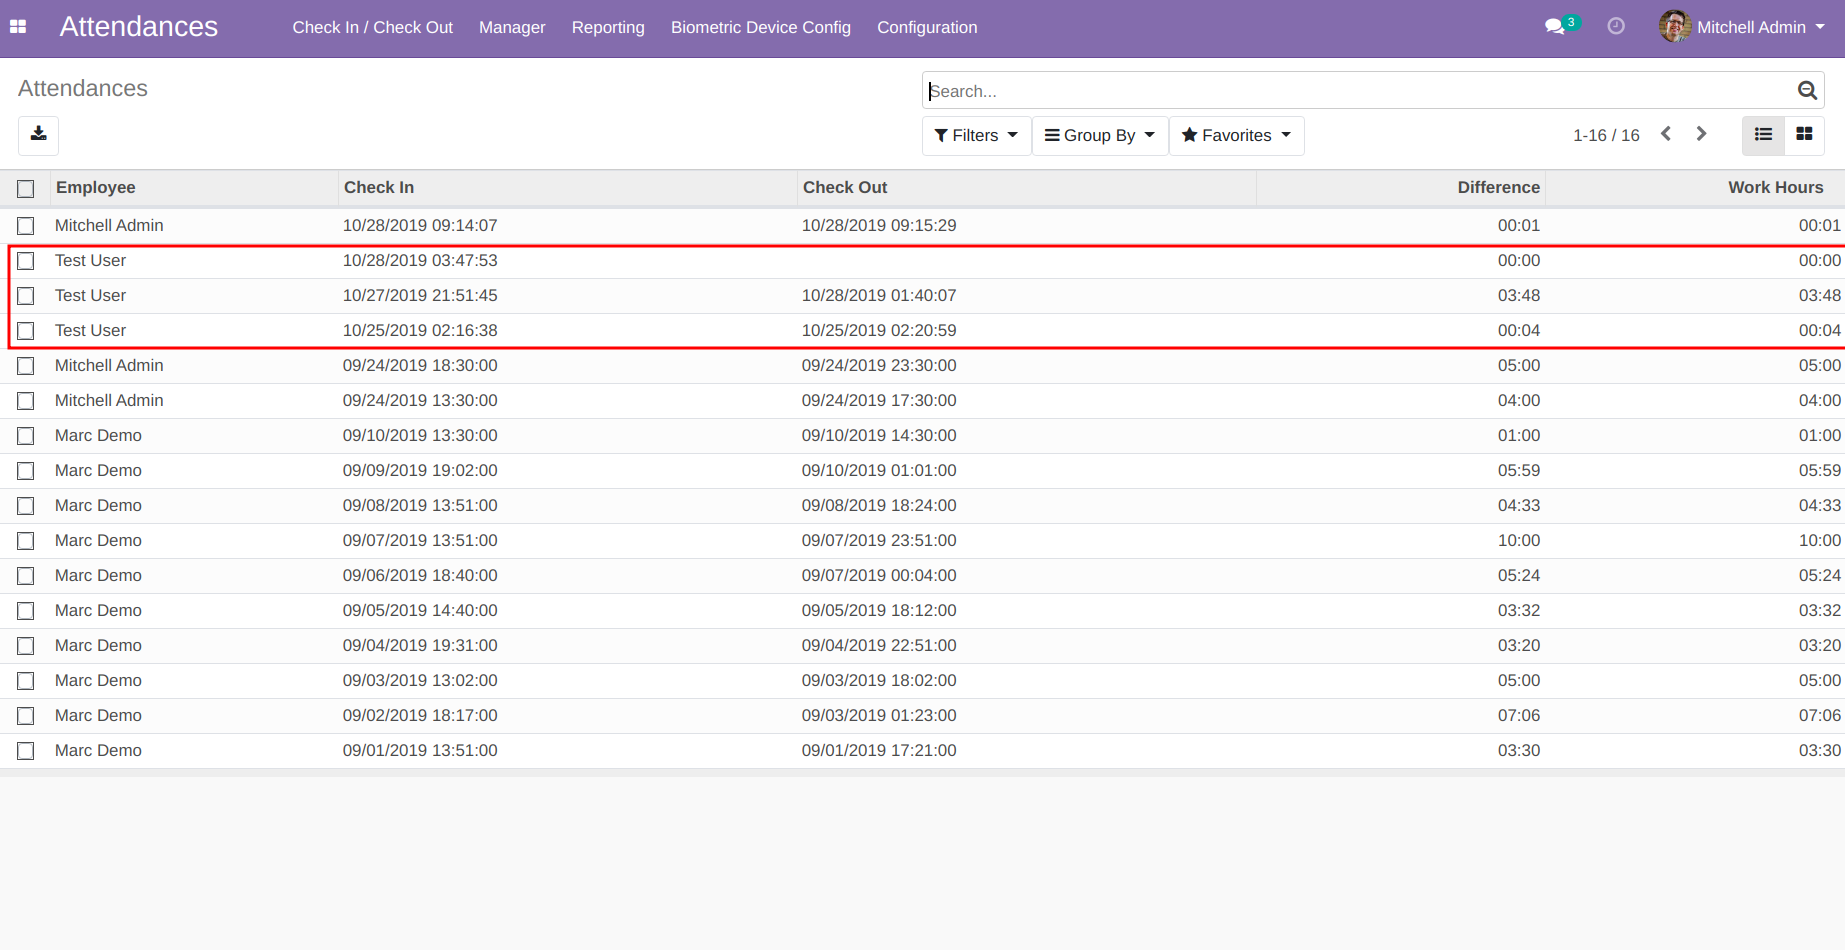 Attendances Check In / Check Out Manager Reporting Biometric Device Config Configuration 3 Mitchell Admin
Attendances
Search...
Filters Group By Favorites 1-16 / 16
Employee Check In Check Out Difference Work Hours
Mitchell Admin 10/28/2019 09:14:07 10/28/2019 09:15:29 00:01 00:01
Test User 10/28/2019 03:47:53 00:00 00:00
Test User 10/27/2019 21:51:45 10/28/2019 01:40:07 03:48 03:48
Test User 10/25/2019 02:16:38 10/25/2019 02:20:59 00:04 00:04
Mitchell Admin 09/24/2019 18:30:00 09/24/2019 23:30:00 05:00 05:00
Mitchell Admin 09/24/2019 13:30:00 09/24/2019 17:30:00 04:00 04:00
Marc Demo 09/10/2019 13:30:00 09/10/2019 14:30:00 01:00 01:00
Marc Demo 09/09/2019 19:02:00 09/10/2019 01:01:00 05:59 05:59
Marc Demo 09/08/2019 13:51:00 09/08/2019 18:24:00 04:33 04:33
Marc Demo 09/07/2019 13:51:00 09/07/2019 23:51:00 10:00 10:00
Marc Demo 09/06/2019 18:40:00 09/07/2019 00:04:00 05:24 05:24
Marc Demo 09/05/2019 14:40:00 09/05/2019 18:12:00 03:32 03:32
Marc Demo 09/04/2019 19:31:00 09/04/2019 22:51:00 03:20 03:20
Marc Demo 09/03/2019 13:02:00 09/03/2019 18:02:00 05:00 05:00
Marc Demo 09/02/2019 18:17:00 09/03/2019 01:23:00 07:06 07:06
Marc Demo 09/01/2019 13:51:00 09/01/2019 17:21:00 03:30 03:30